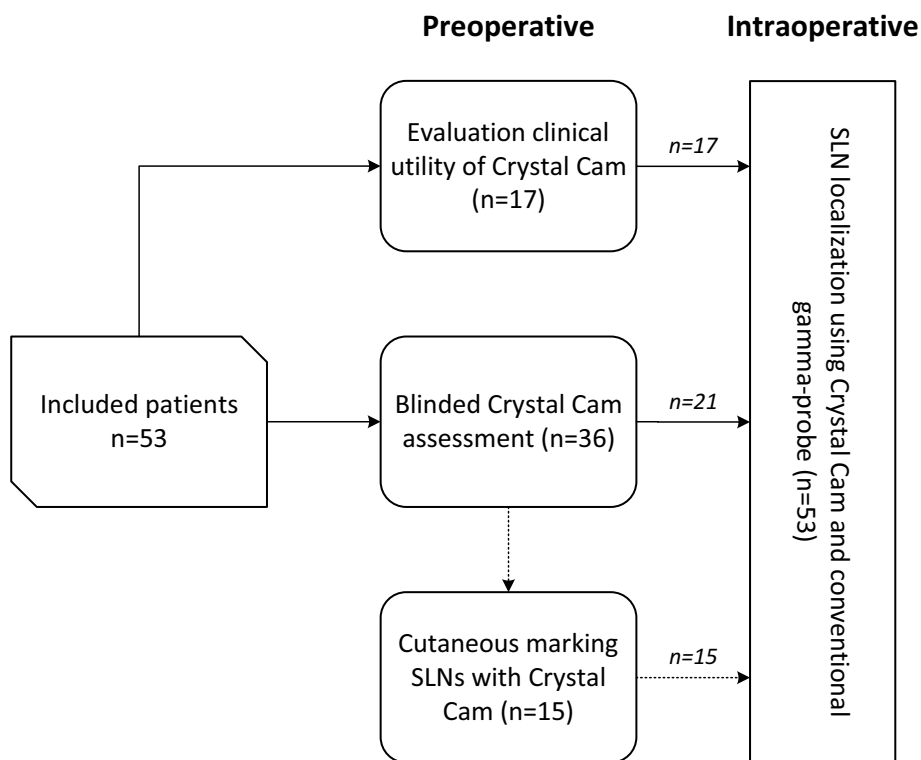 Preoperative
Intraoperative
Evaluation clinical
utility of Crystal Cam
(n=17)
n=17
Included patients
n=53
Blinded Crystal Cam
assessment (n=36)
n=21
Cutaneous marking
SLNs with Crystal
Cam (n=15)
n=15
SLN localization using Crystal Cam and conventional
gamma-probe (n=53)